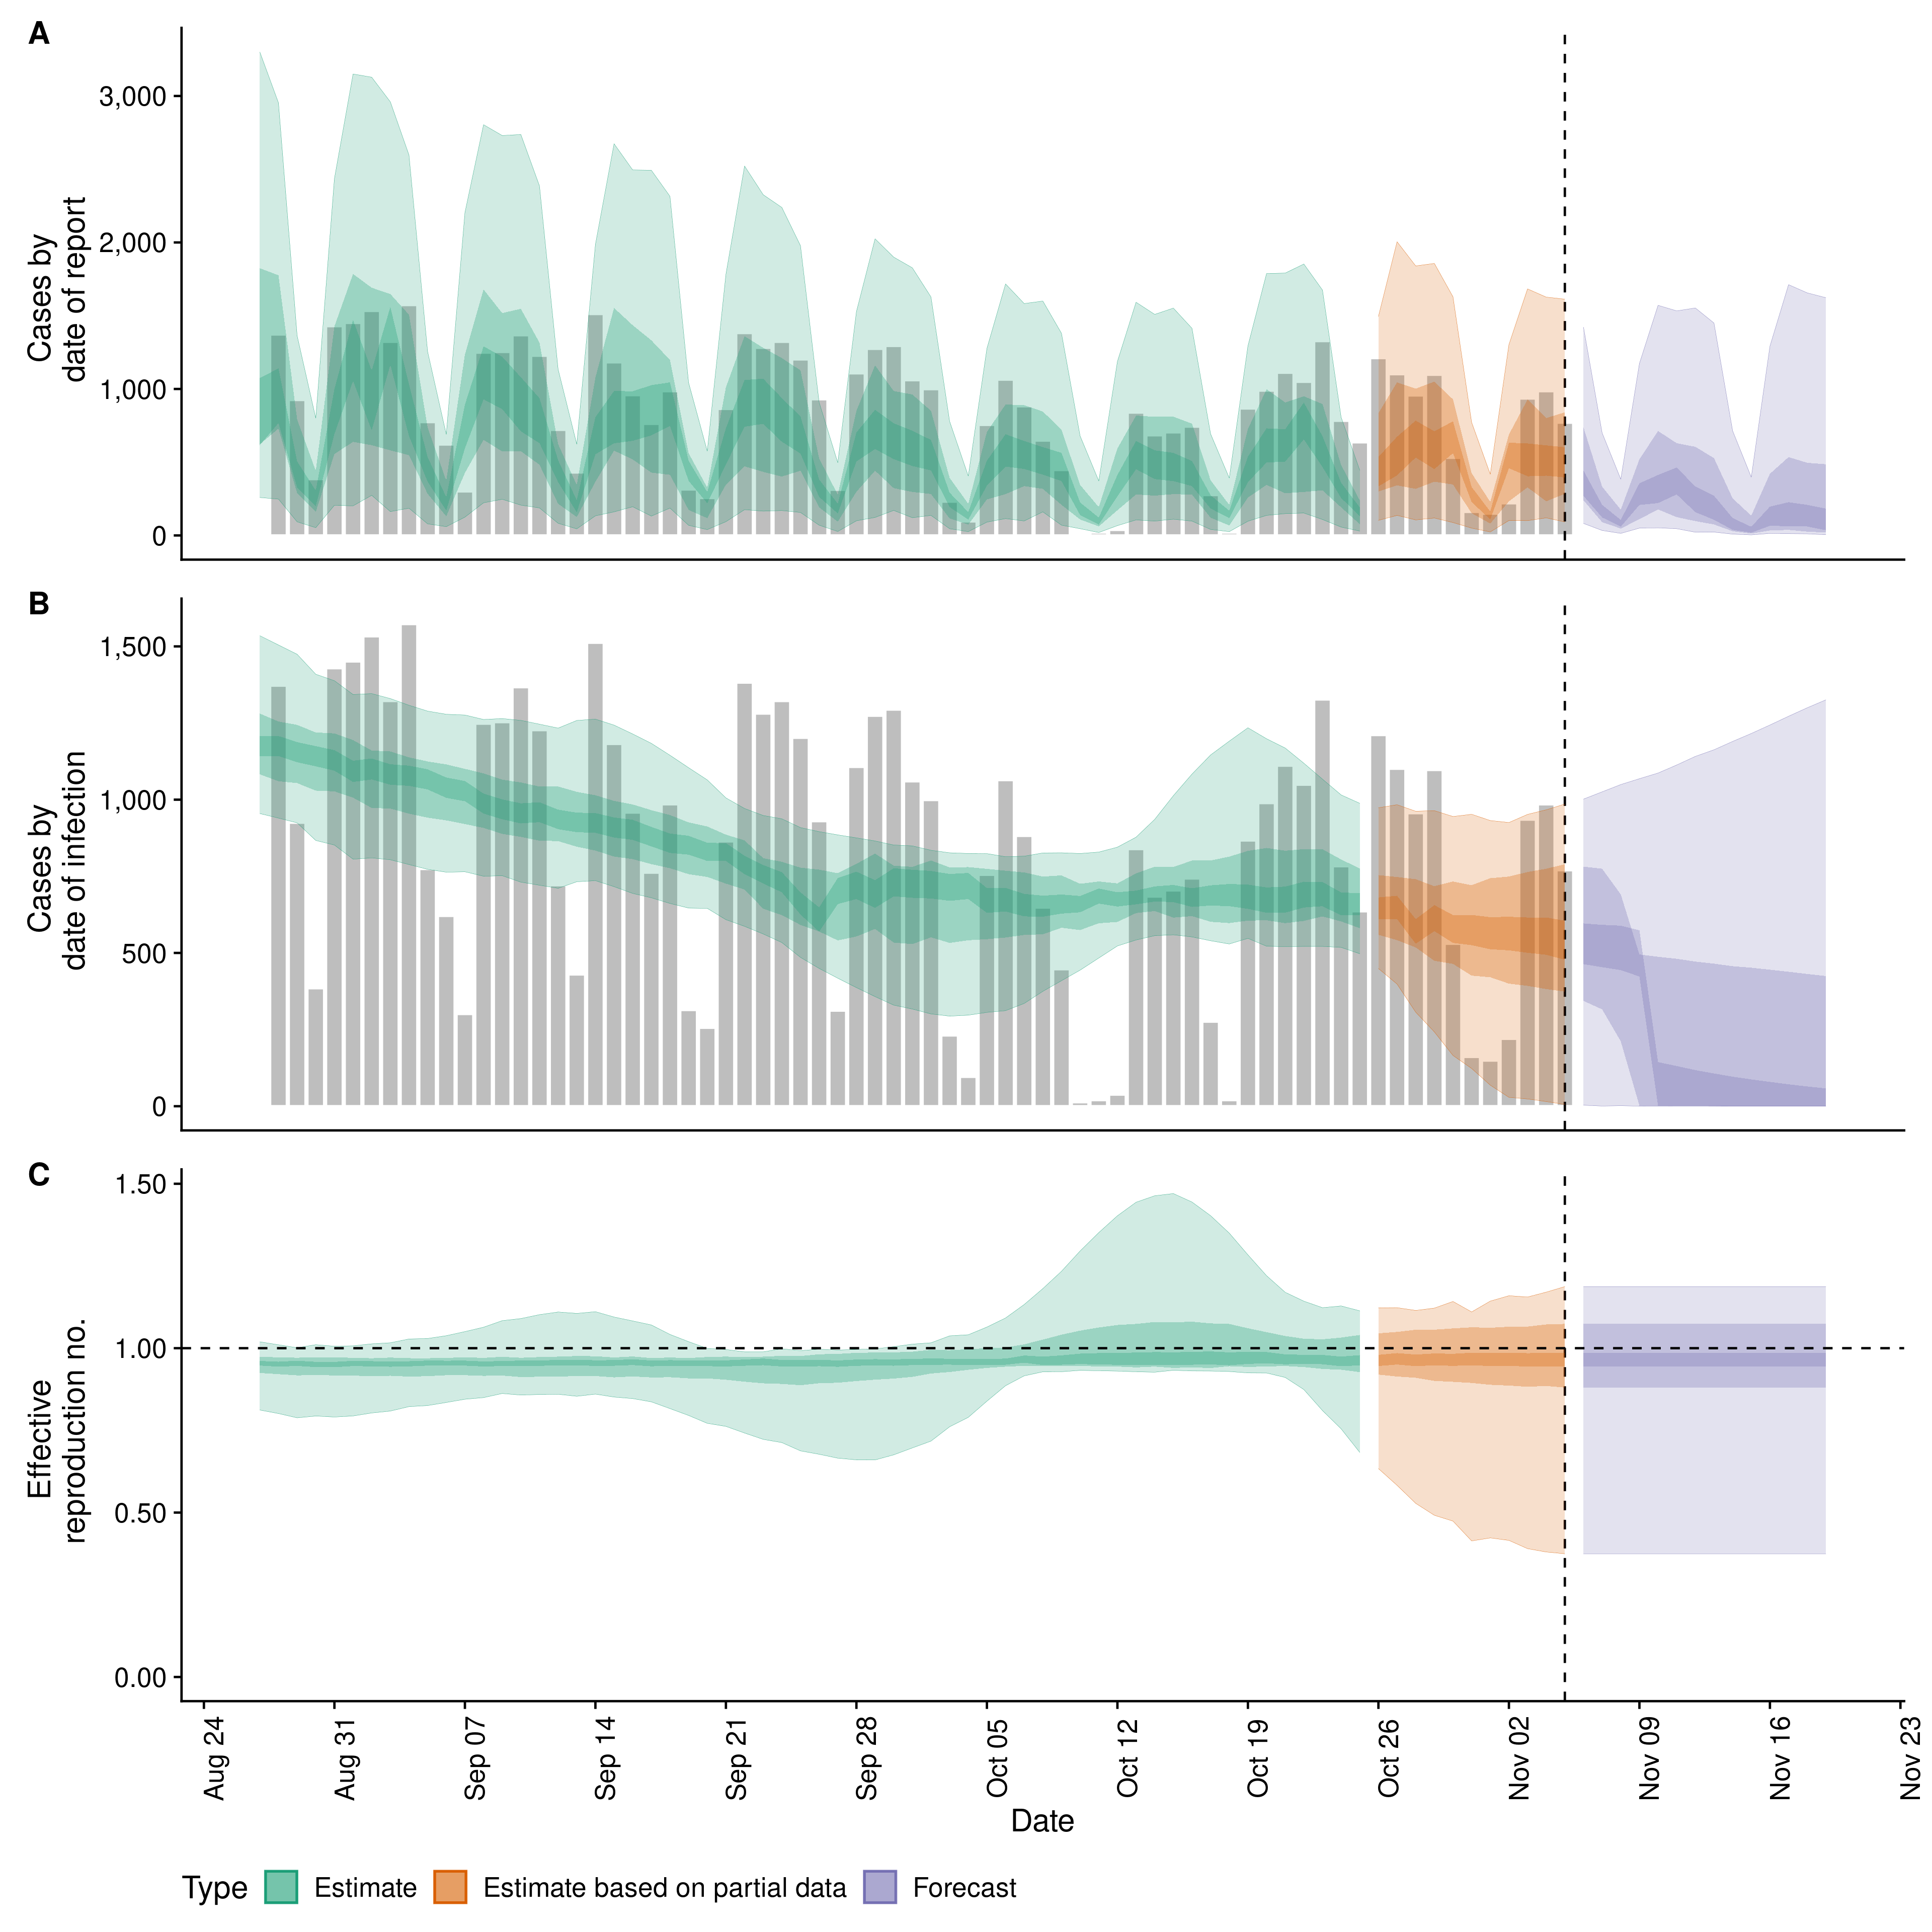 A
Cases by
date of report
3,000
2,000
1,000
0
B
Cases by
date of infection
1,500
1,000
500
0
C
Effective
reproduction no.
1.50
1.00
0.50
0.00
Aug 24
Aug 31
Sep 07
Sep 14
Sep 21
Sep 28
Oct 05
Oct 12
Oct 19
Oct 26
Nov 02
Nov 09
Nov 16
Nov 23
Date
Type Estimate Estimate based on partial data Forecast